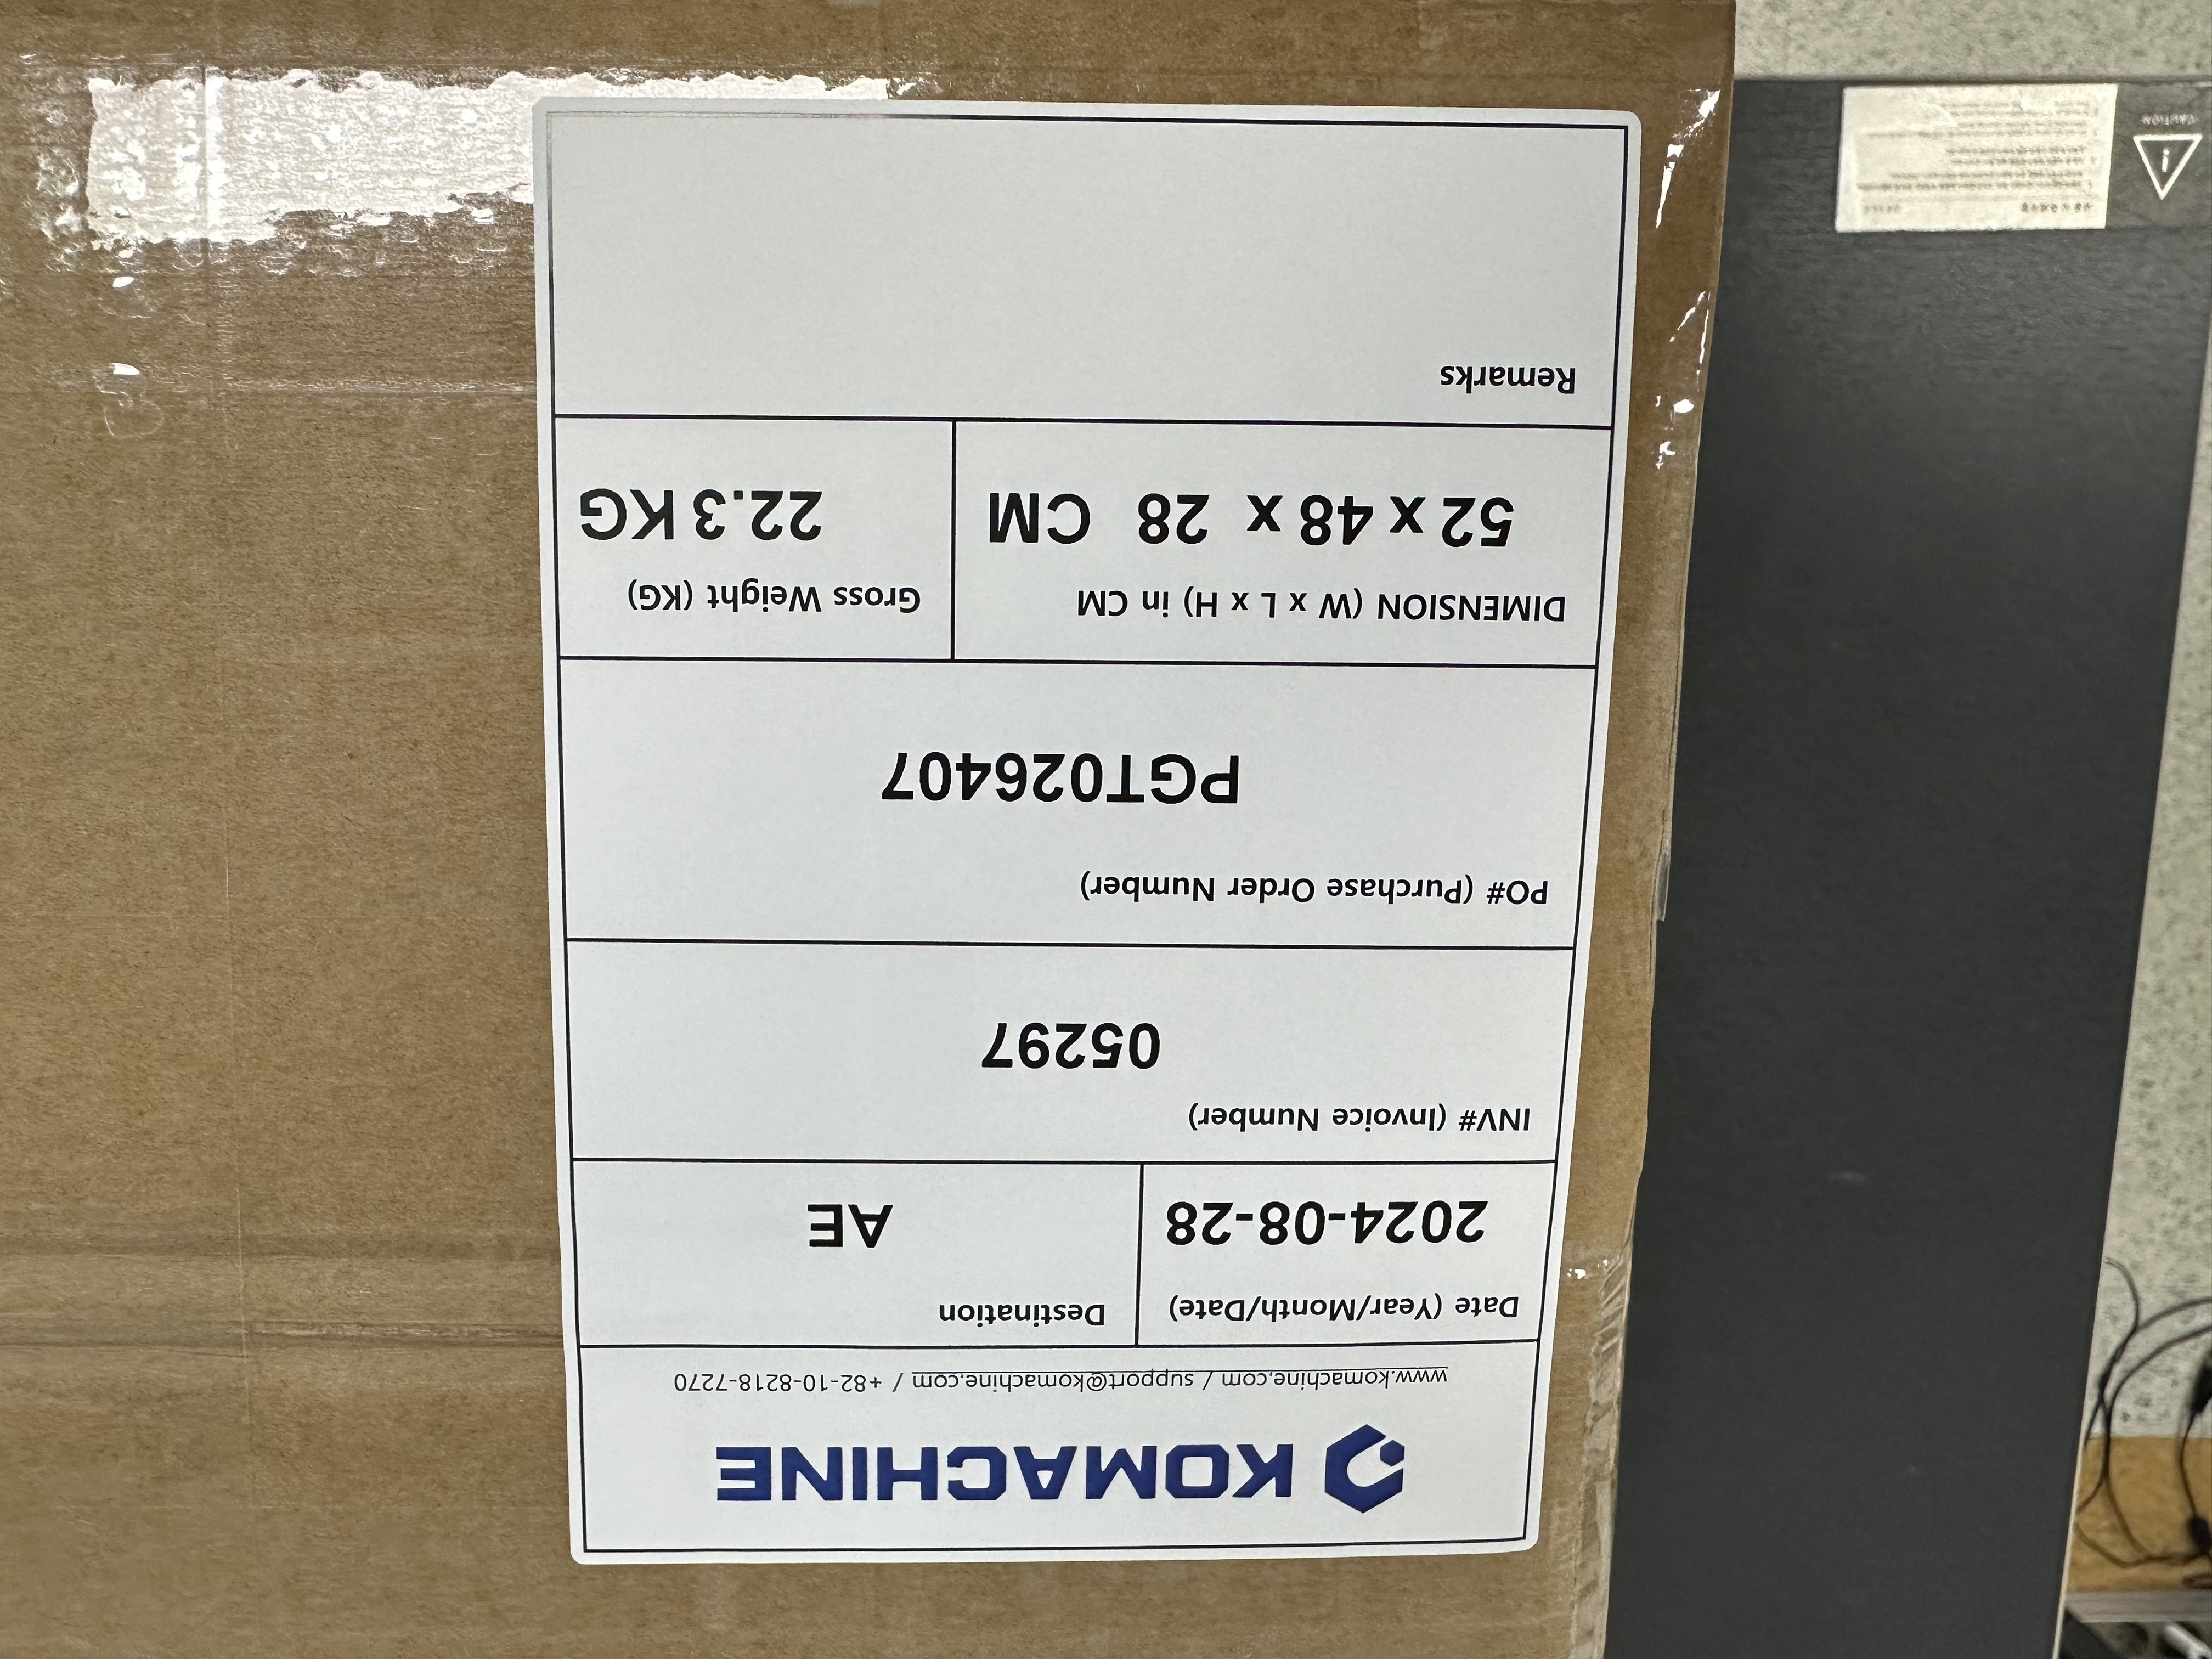 KOMACHINE
www.komachine.com / support@komachine.com / +82-10-8218-7270
Date (Year/Month/Date)
2024-08-28
Destination
AE
INV# (Invoice Number)
05297
PO# (Purchase Order Number)
PGT026407
DIMENSION (W x L x H) in CM
52 x 48 x 28 CM
Gross Weight (KG)
22.3 KG
Remarks
CAUTION